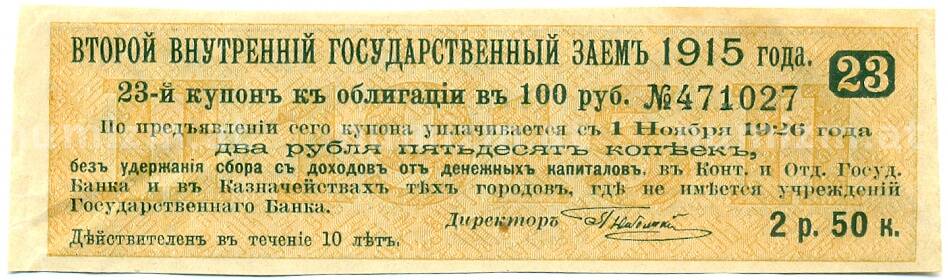 ВТОРОЙ ВНУТРЕННІЙ ГОСУДАРСТВЕННЫЙ ЗАЕМЪ 1915 года.
23
23-й купонъ къ облигаціи въ 100 руб. №471027
По предъявленіи сего купона уплачивается съ 1 Ноября 1926 года
два рубля пятьдесятъ копѣекъ,
безъ удержанія сбора съ доходовъ отъ денежныхъ капиталовъ. въ Конт. и Отд. Госуд.
Банка и въ Казначействахъ тѣхъ городовъ, гдѣ не имѣется учрежденій
Государственнаго Банка.
Директоръ
2 р. 50 к.
Дѣйствителенъ въ теченіе 10 лѣтъ.